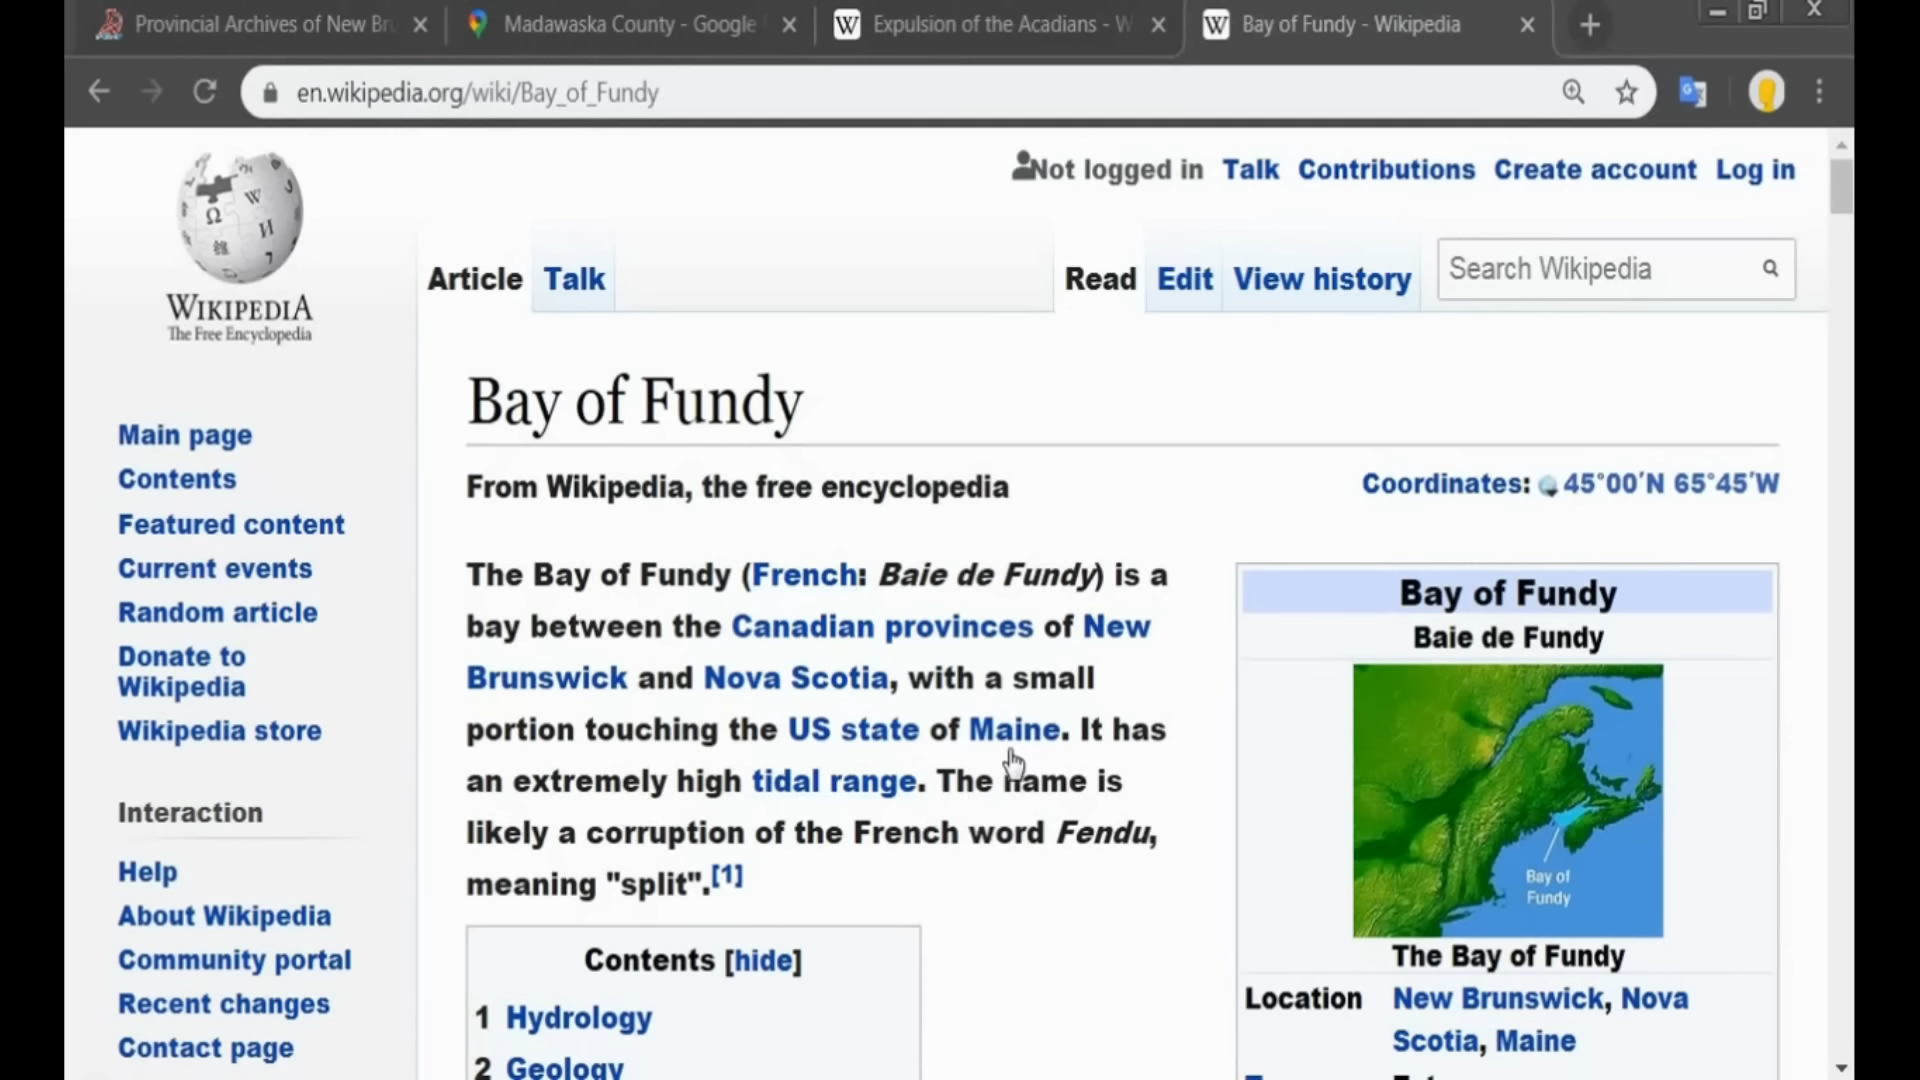 Provincial Archives of New Bru
Madawaska County - Google
Expulsion of the Acadians - W
Bay of Fundy - Wikipedia
en.wikipedia.org/wiki/Bay_of_Fundy
Not logged in Talk Contributions Create account Log in
WIKIPEDIA
The Free Encyclopedia
Article Talk Read Edit View history Search Wikipedia
Bay of Fundy
From Wikipedia, the free encyclopedia
Coordinates: 45°00′N 65°45′W
The Bay of Fundy (French: Baie de Fundy) is a
bay between the Canadian provinces of New
Brunswick and Nova Scotia, with a small
portion touching the US state of Maine. It has
an extremely high tidal range. The name is
likely a corruption of the French word Fendu,
meaning "split".[1]
Contents [hide]
1 Hydrology
2 Geology
Bay of Fundy
Baie de Fundy
Bay of
Fundy
The Bay of Fundy
Location New Brunswick, Nova
Scotia, Maine
Main page
Contents
Featured content
Current events
Random article
Donate to
Wikipedia
Wikipedia store
Interaction
Help
About Wikipedia
Community portal
Recent changes
Contact page